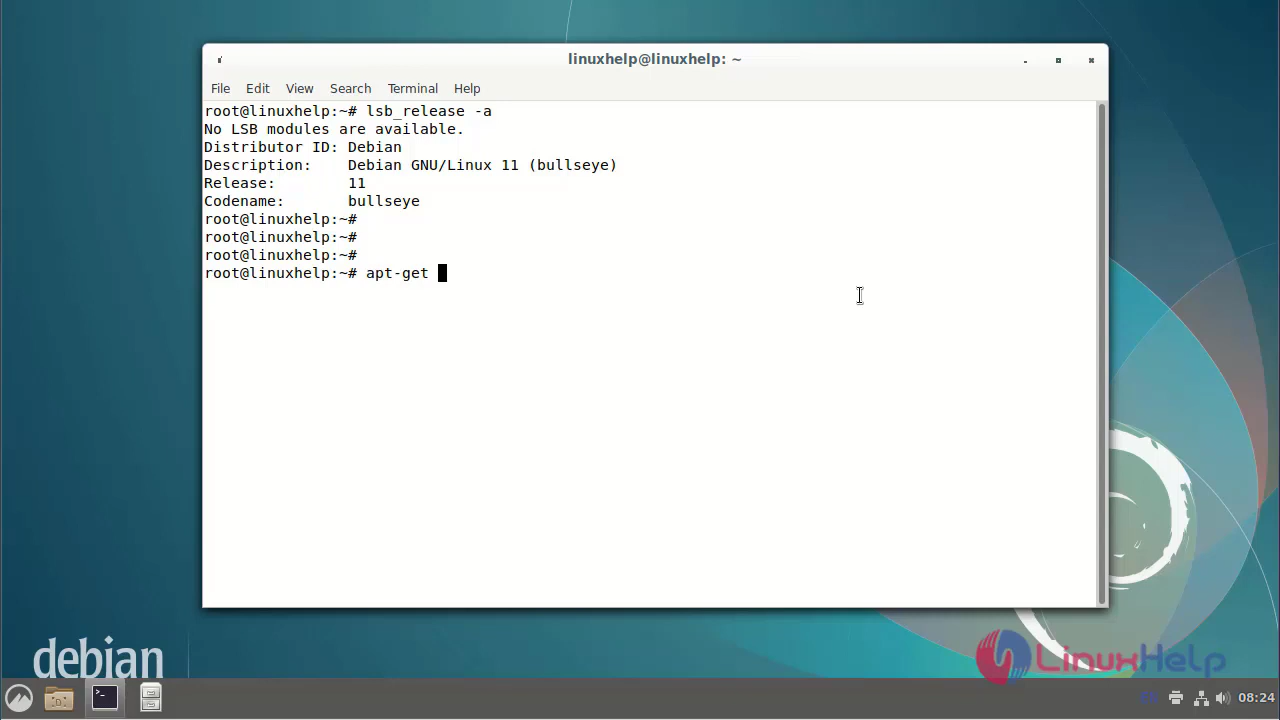 linuxhelp@linuxhelp: ~
File Edit View Search Terminal Help
root@linuxhelp:~# lsb_release -a
No LSB modules are available.
Distributor ID: Debian
Description:    Debian GNU/Linux 11 (bullseye)
Release:        11
Codename:       bullseye
root@linuxhelp:~#
root@linuxhelp:~#
root@linuxhelp:~#
root@linuxhelp:~# apt-get
debian
LinuxHelp
08:24